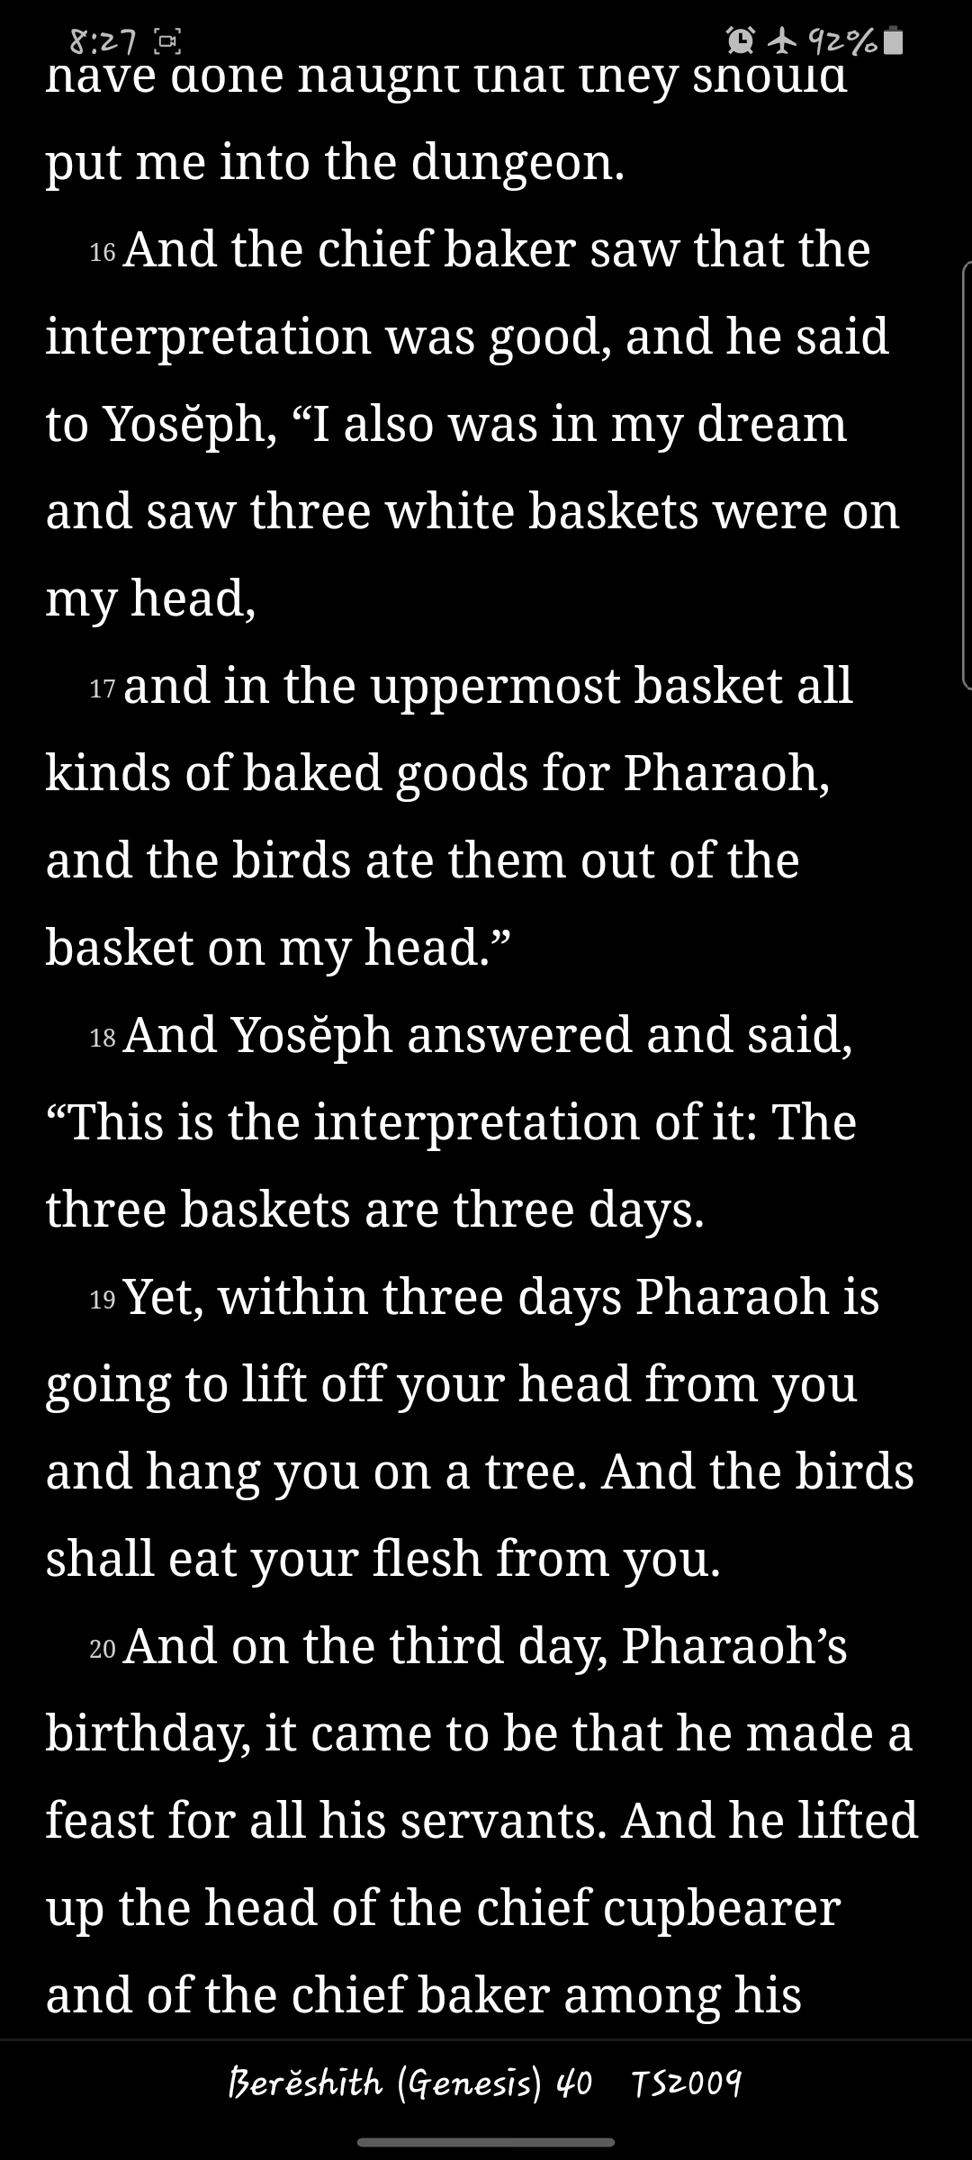 8:27 92%
have done naught that they should
put me into the dungeon.
16 And the chief baker saw that the
interpretation was good, and he said
to Yosĕph, “I also was in my dream
and saw three white baskets were on
my head,
17 and in the uppermost basket all
kinds of baked goods for Pharaoh,
and the birds ate them out of the
basket on my head.”
18 And Yosĕph answered and said,
“This is the interpretation of it: The
three baskets are three days.
19 Yet, within three days Pharaoh is
going to lift off your head from you
and hang you on a tree. And the birds
shall eat your flesh from you.
20 And on the third day, Pharaoh’s
birthday, it came to be that he made a
feast for all his servants. And he lifted
up the head of the chief cupbearer
and of the chief baker among his
Berĕshith (Genesis) 40 TS2009